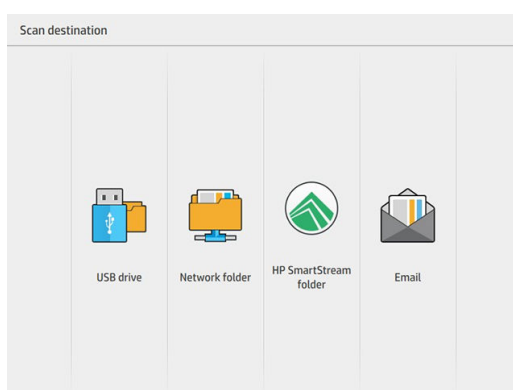 Scan destination
USB drive
Network folder
HP SmartStream
folder
Email